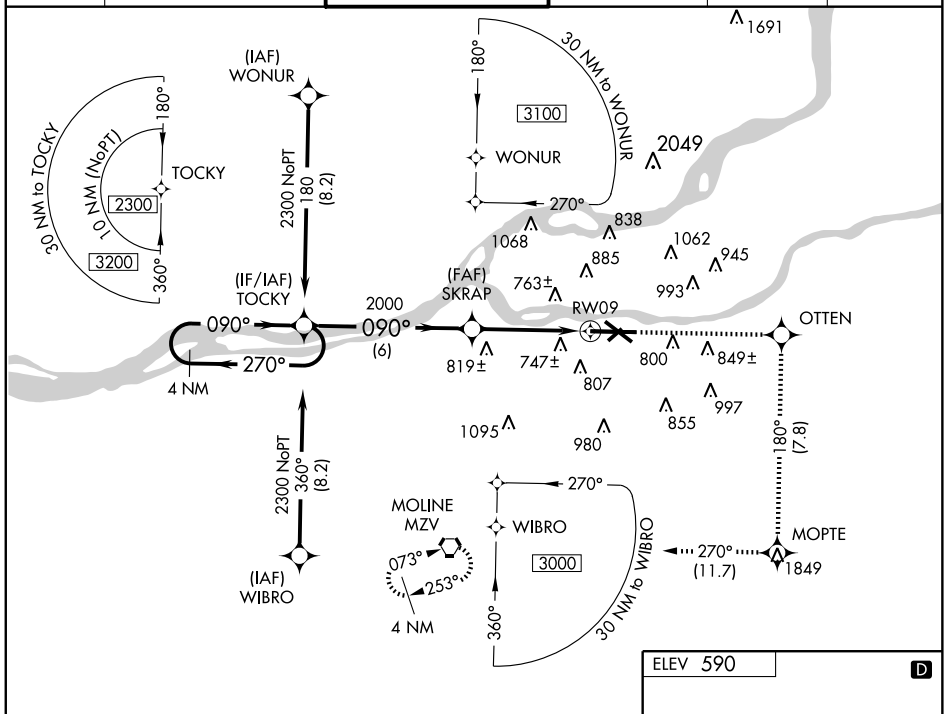 1691
(IAF)
WONUR
180°
30 NM to WONUR
3100
WONUR
270°
30 NM to TOCKY
10 NM (NoPT)
180°
TOCKY
2300
3200
360°
2300 NoPT
180
(8.2)
2049
1068
838
885
1062
945
993
763±
(IF/IAF)
TOCKY
2000
090°
(6)
(FAF)
SKRAP
RW09
OTTEN
090°
270°
4 NM
819±
747±
807
800
849±
997
855
1095
980
180°
(7.8)
2300 NoPT
360°
(8.2)
(IAF)
WIBRO
MOLINE
MZV
073°
253°
4 NM
270°
WIBRO
3000
360°
30 NM to WIBRO
MOPTE
270°
(11.7)
1849
ELEV 590
D